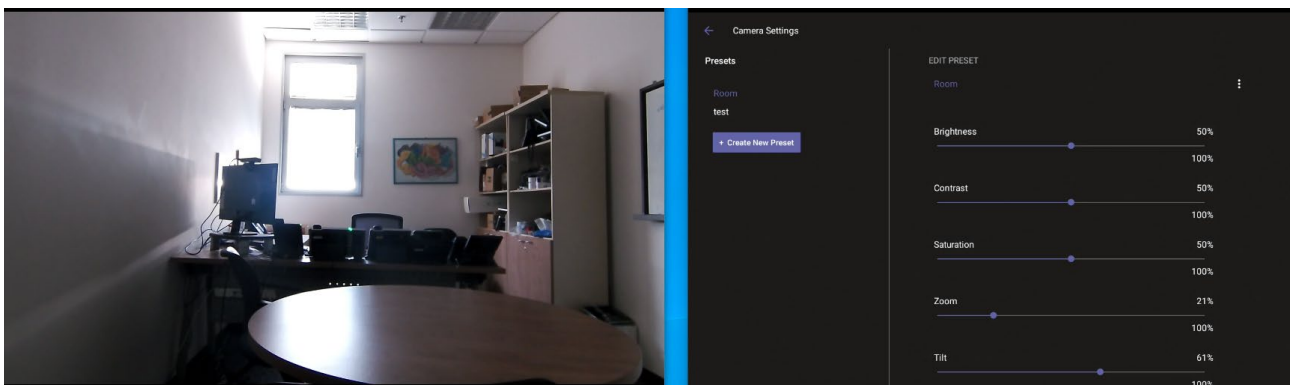 Camera Settings
Presets
Room
test
+ Create New Preset
EDIT PRESET
Room
Brightness 50%
100%
Contrast 50%
100%
Saturation 50%
100%
Zoom 21%
100%
Tilt 61%
100%